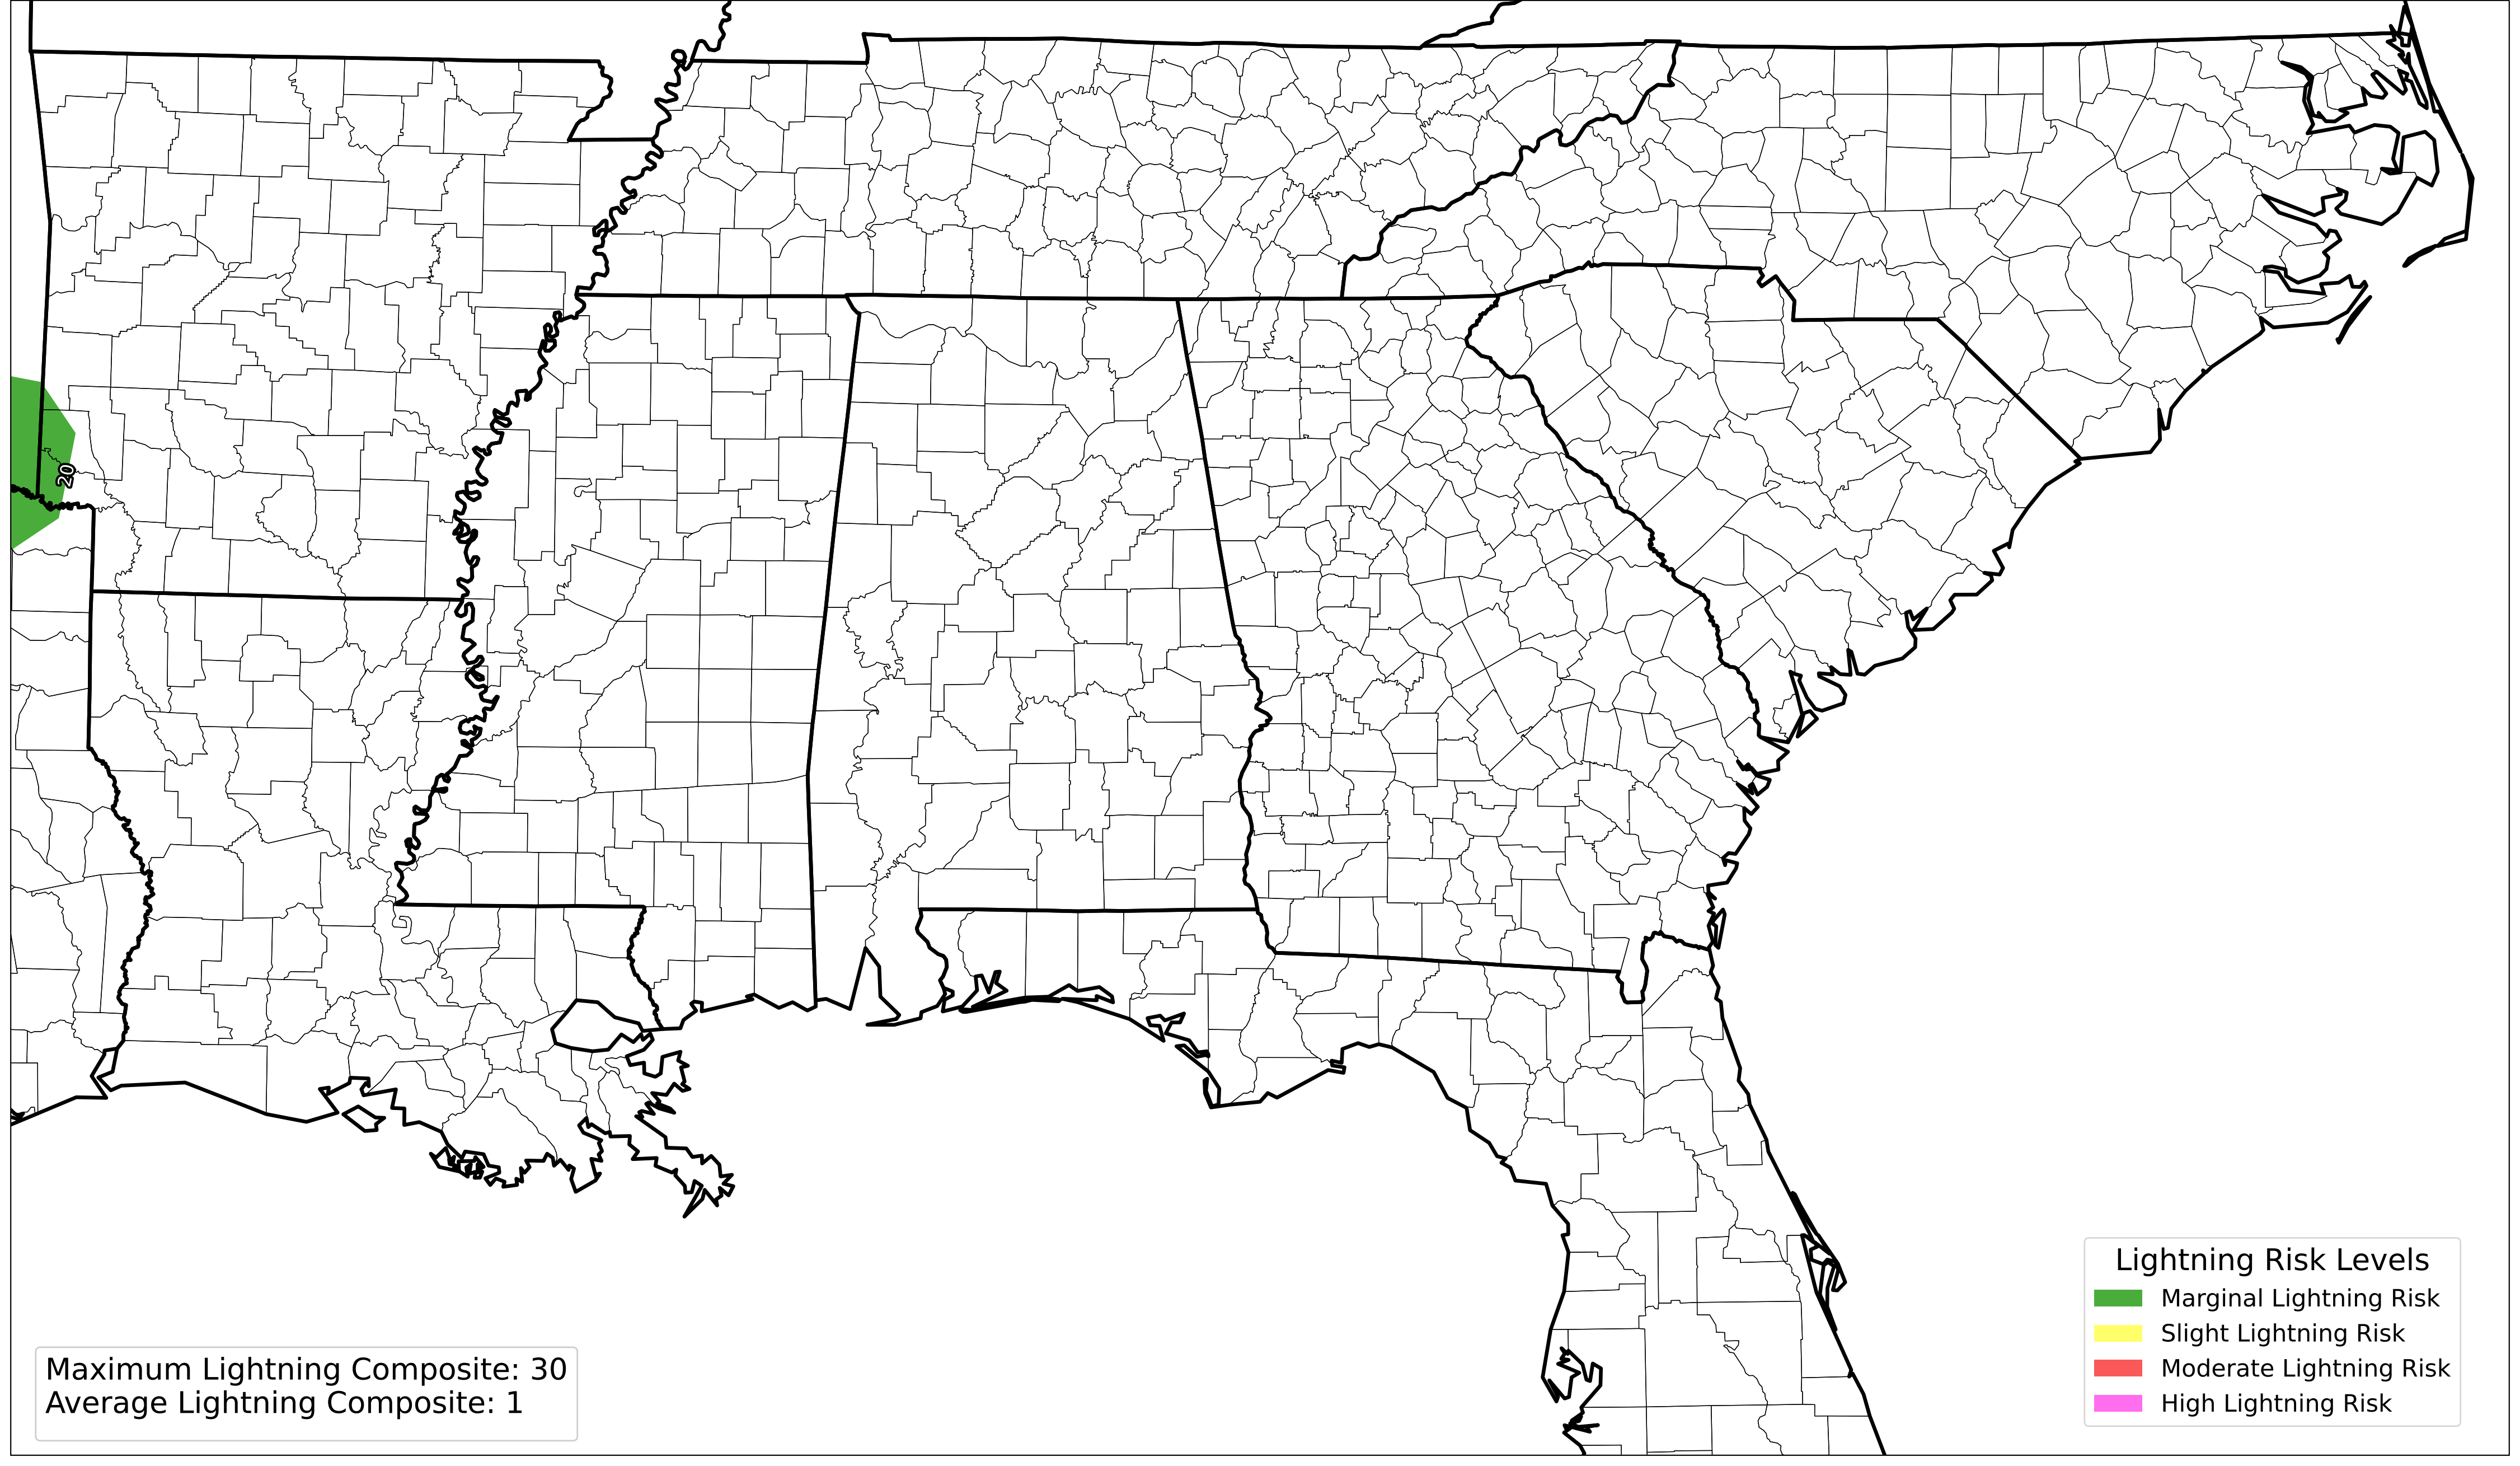 20
Maximum Lightning Composite: 30
Average Lightning Composite: 1
Lightning Risk Levels
Marginal Lightning Risk
Slight Lightning Risk
Moderate Lightning Risk
High Lightning Risk